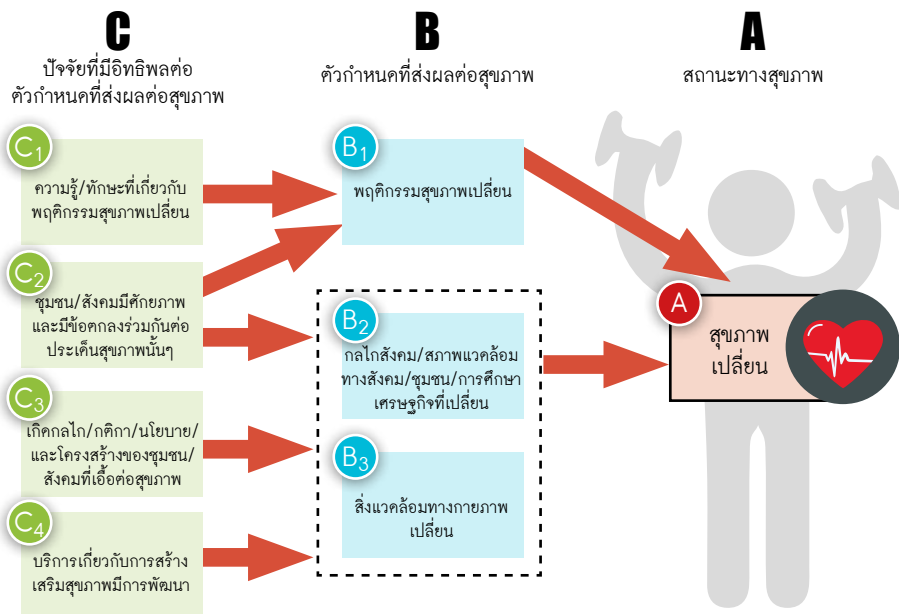 C
ปัจจัยที่มีอิทธิพลต่อ
ตัวกำหนดที่ส่งผลต่อสุขภาพ
B
ตัวกำหนดที่ส่งผลต่อสุขภาพ
A
สถานะทางสุขภาพ
C1
ความรู้/ทักษะที่เกี่ยวกับ
พฤติกรรมสุขภาพเปลี่ยน
C2
ชุมชน/สังคมมีศักยภาพ
และมีข้อตกลงร่วมกันต่อ
ประเด็นสุขภาพนั้นๆ
C3
เกิดกลไก/กติกา/นโยบาย/
และโครงสร้างของชุมชน/
สังคมที่เอื้อต่อสุขภาพ
C4
บริการเกี่ยวกับการสร้าง
เสริมสุขภาพมีการพัฒนา
B1
พฤติกรรมสุขภาพเปลี่ยน
B2
กลไกสังคม/สภาพแวดล้อม
ทางสังคม/ชุมชน/การศึกษา
เศรษฐกิจที่เปลี่ยน
B3
สิ่งแวดล้อมทางกายภาพ
เปลี่ยน
A
สุขภาพ
เปลี่ยน